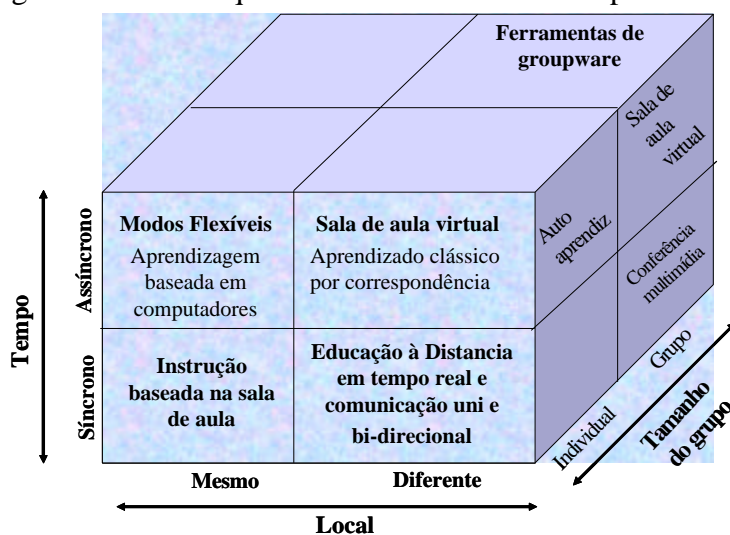 Ferramentas de
groupware
Sala de
aula
virtual
Auto
aprendiz
Conferência
multimídia
Modos Flexíveis
Aprendizagem
baseada em
computadores
Sala de aula virtual
Aprendizado clássico
por correspondência
Instrução
baseada na sala
de aula
Educação à Distancia
em tempo real e
comunicação uni e
bi-direcional
Tempo
Assíncrono
Síncrono
Individual
Grupo
Tamanho
do grupo
Mesmo
Diferente
Local